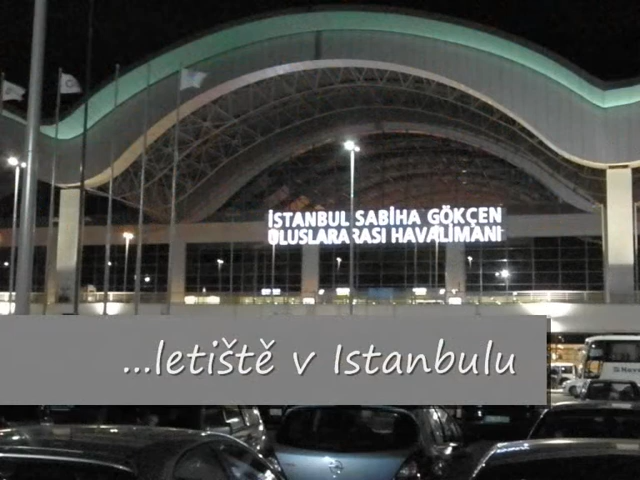 İSTANBUL SABİHA GÖKÇEN
ULUSLARARASI HAVALİMANI
...letiště v Istanbulu